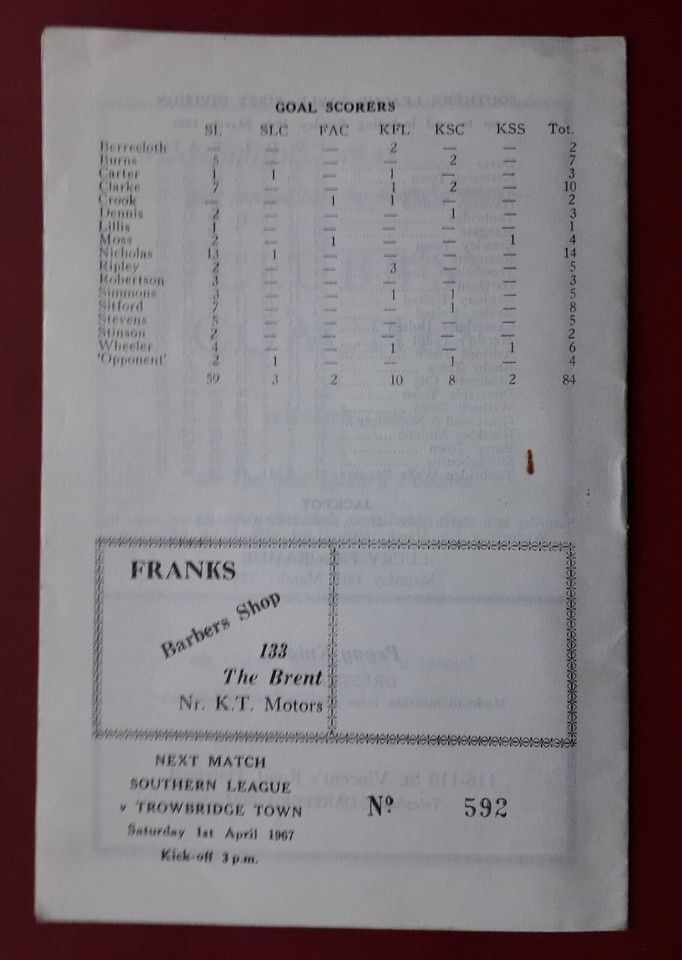 GOAL SCORERS
SL SLC FAC KFL KSC KSS Tot.
Berrecloth — — — 2 — — 2
Burns 5 — — — 2 — 7
Carter 1 1 — 1 — — 3
Clarke 7 — — 1 2 — 10
Crook — — 1 — — — 2
Dennis 2 — — — 1 — 3
Lillis 1 — — — — — 1
Moss 2 — 1 — — 1 4
Nicholas 13 1 — — — — 14
Ripley 2 — — 3 — — 5
Robertson 3 — — — — — 3
Simmons 3 — — 1 1 — 5
Sitford 7 — — — 1 — 8
Stevens 5 — — — — — 5
Stinson 2 — — — — — 2
Wheeler 4 — — 1 — 1 6
'Opponent' 2 1 — — 1 — 4
59 3 2 10 8 2 84
FRANKS
Barbers Shop
133
The Brent
Nr. K.T. Motors
NEXT MATCH
SOUTHERN LEAGUE
v TROWBRIDGE TOWN
Saturday 1st April 1967
Kick-off 3 p.m.
No. 592